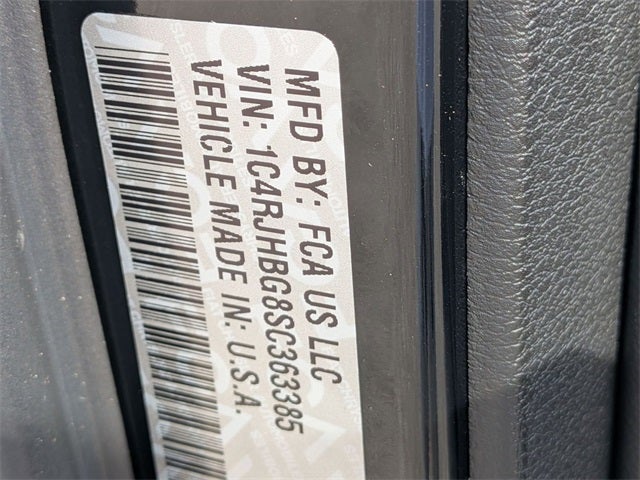 MFD BY: FCA US LLC
VIN: 1C4RJHBG8SC363385
VEHICLE MADE IN: U.S.A.